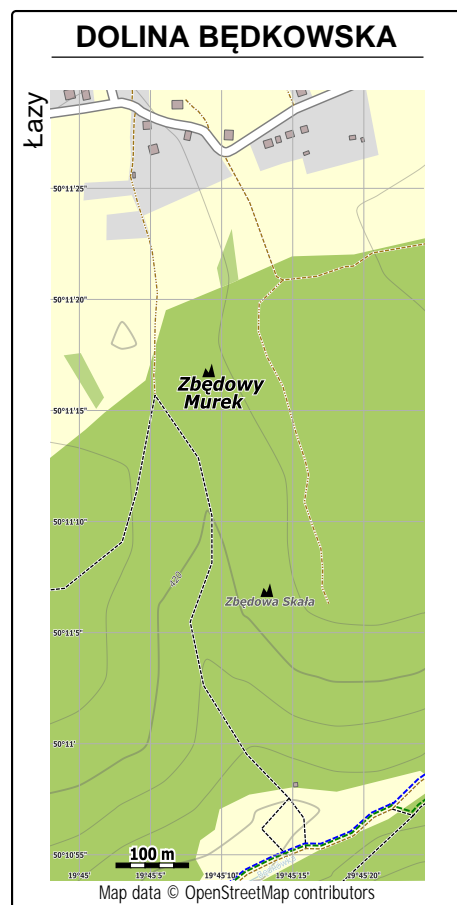 DOLINA BĘDKOWSKA
Łazy
50°11'25"
50°11'20"
Zbędowy
Murek
50°11'15"
50°11'10"
420
Zbędowa Skała
50°11'5"
50°11'
50°10'55"
100 m
19°45' 19°45'5" 19°45'10" 19°45'15" 19°45'20"
Map data © OpenStreetMap contributors